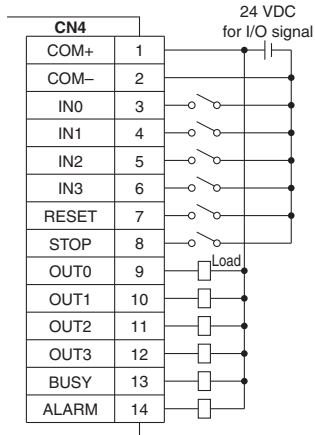 24 VDC
for I/O signal
CN4
COM+ 1
COM– 2
IN0 3
IN1 4
IN2 5
IN3 6
RESET 7
STOP 8
OUT0 9
Load
OUT1 10
OUT2 11
OUT3 12
BUSY 13
ALARM 14